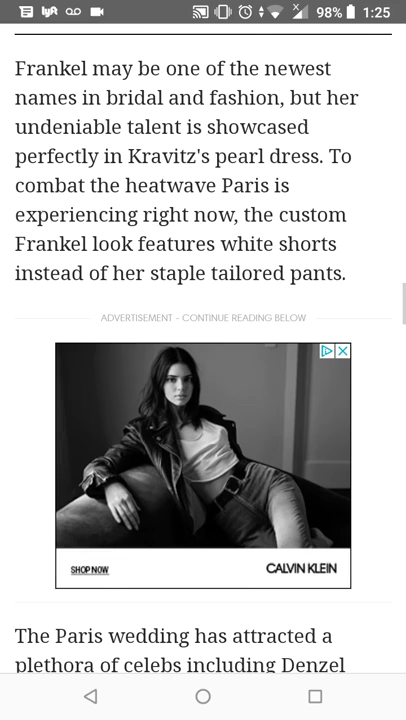 lyft
98%
1:25
Frankel may be one of the newest
names in bridal and fashion, but her
undeniable talent is showcased
perfectly in Kravitz's pearl dress. To
combat the heatwave Paris is
experiencing right now, the custom
Frankel look features white shorts
instead of her staple tailored pants.
ADVERTISEMENT - CONTINUE READING BELOW
SHOP NOW
CALVIN KLEIN
The Paris wedding has attracted a
plethora of celebs including Denzel